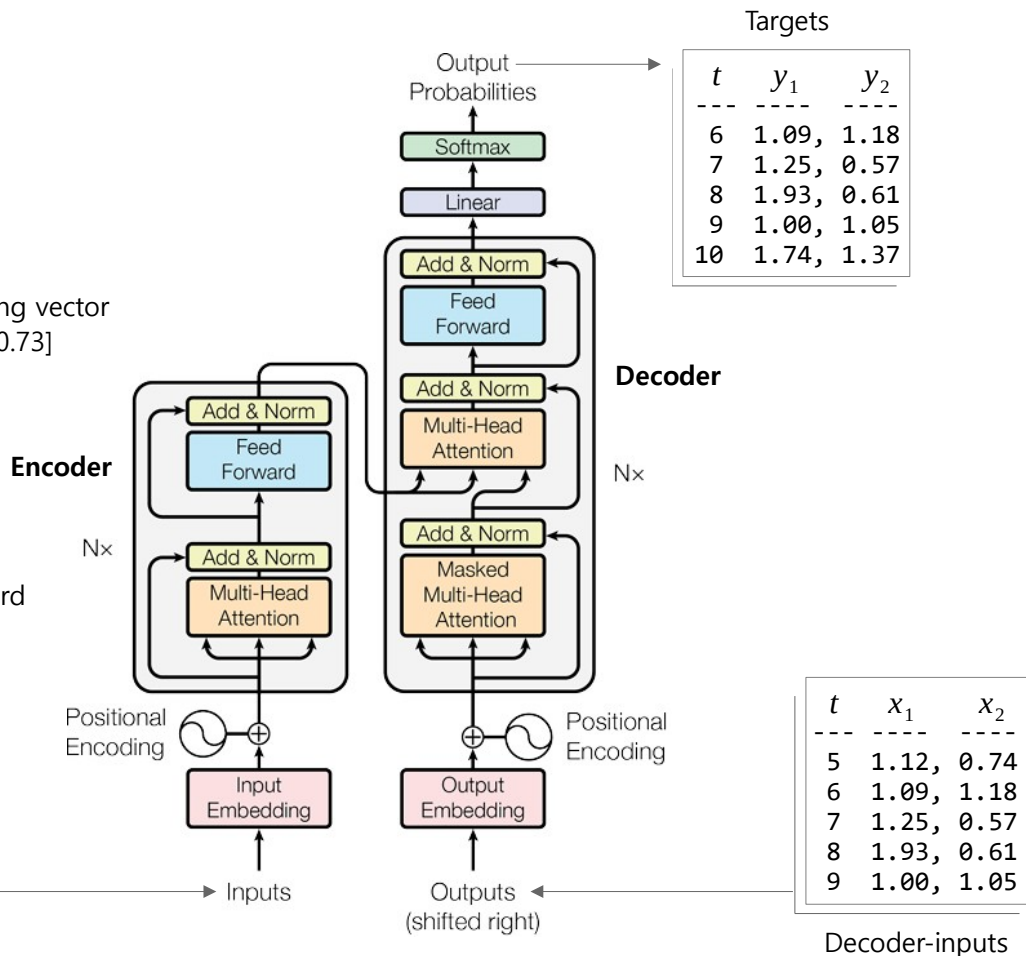 Targets
t y₁ y₂
--- ---- ----
6 1.09, 1.18
7 1.25, 0.57
8 1.93, 0.61
9 1.00, 1.05
10 1.74, 1.37
Output
Probabilities
Softmax
Linear
Add & Norm
Feed
Forward
Add & Norm
Multi-Head
Attention
Add & Norm
Masked
Multi-Head
Attention
Decoder
N×
Positional
Encoding
Output
Embedding
Outputs
(shifted right)
vector
0.73]
Add & Norm
Feed
Forward
Encoder
Add & Norm
Multi-Head
Attention
N×
Positional
Encoding
Input
Embedding
Inputs
t x₁ x₂
--- ---- ----
5 1.12, 0.74
6 1.09, 1.18
7 1.25, 0.57
8 1.93, 0.61
9 1.00, 1.05
Decoder-inputs